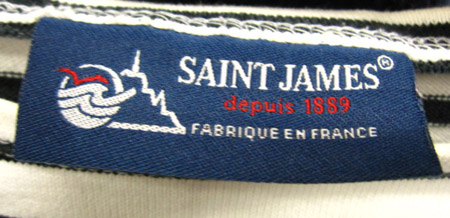 SAINT JAMES®
depuis 1889
FABRIQUE EN FRANCE